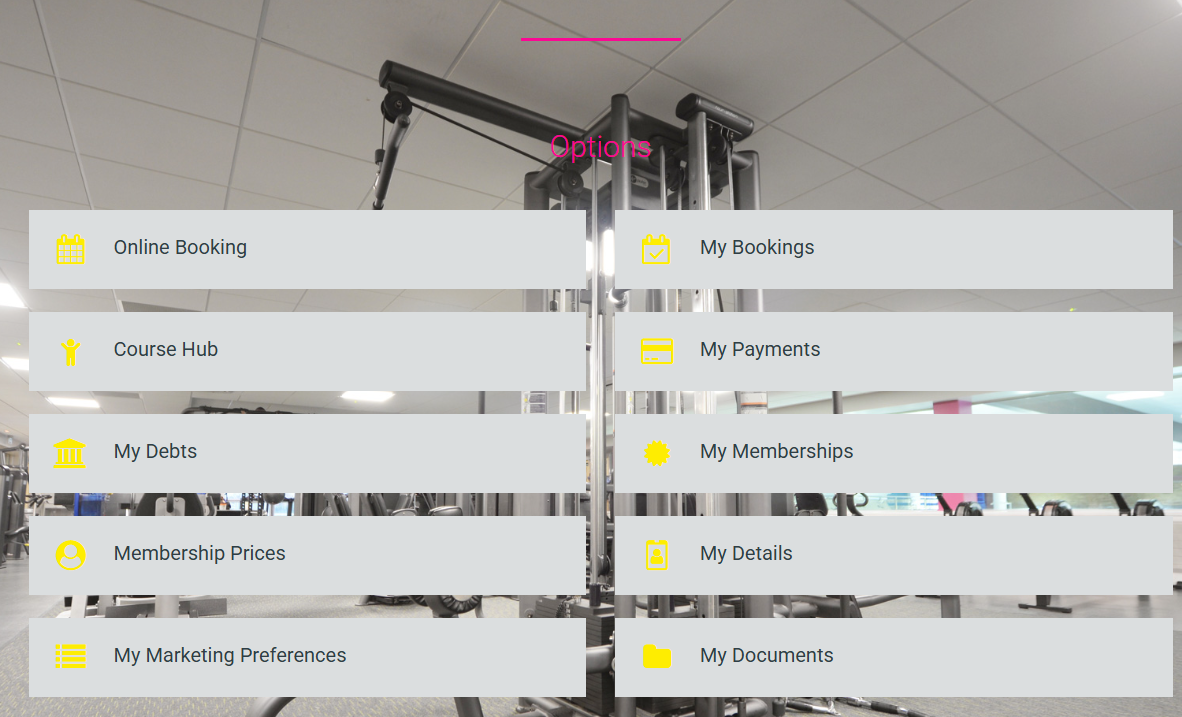 Options
Online Booking
My Bookings
Course Hub
My Payments
My Debts
My Memberships
Membership Prices
My Details
My Marketing Preferences
My Documents